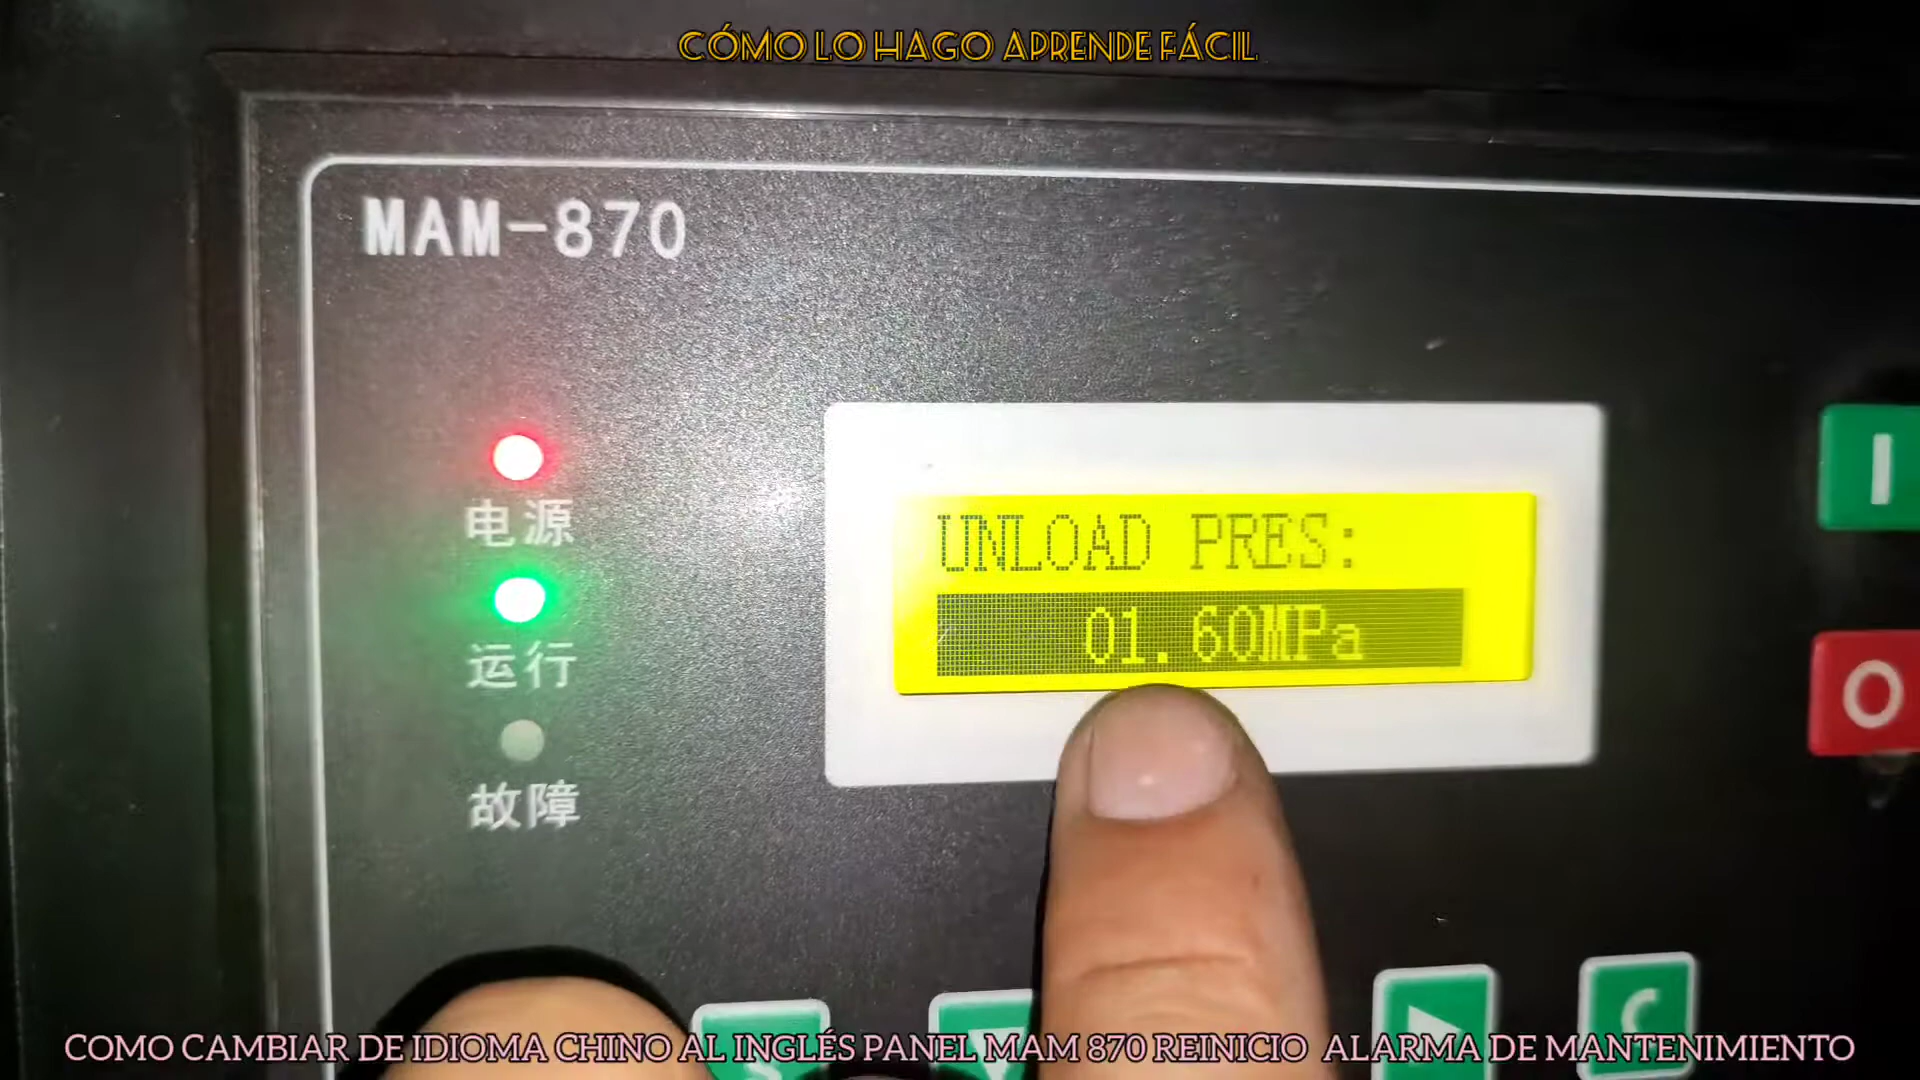 CÓMO LO HAGO APRENDE FÁCIL
MAM-870
电源
运行
故障
UNLOAD PRES:
01.60MPa
I
O
S
C
COMO CAMBIAR DE IDIOMA CHINO AL INGLÉS PANEL MAM 870 REINICIO ALARMA DE MANTENIMIENTO